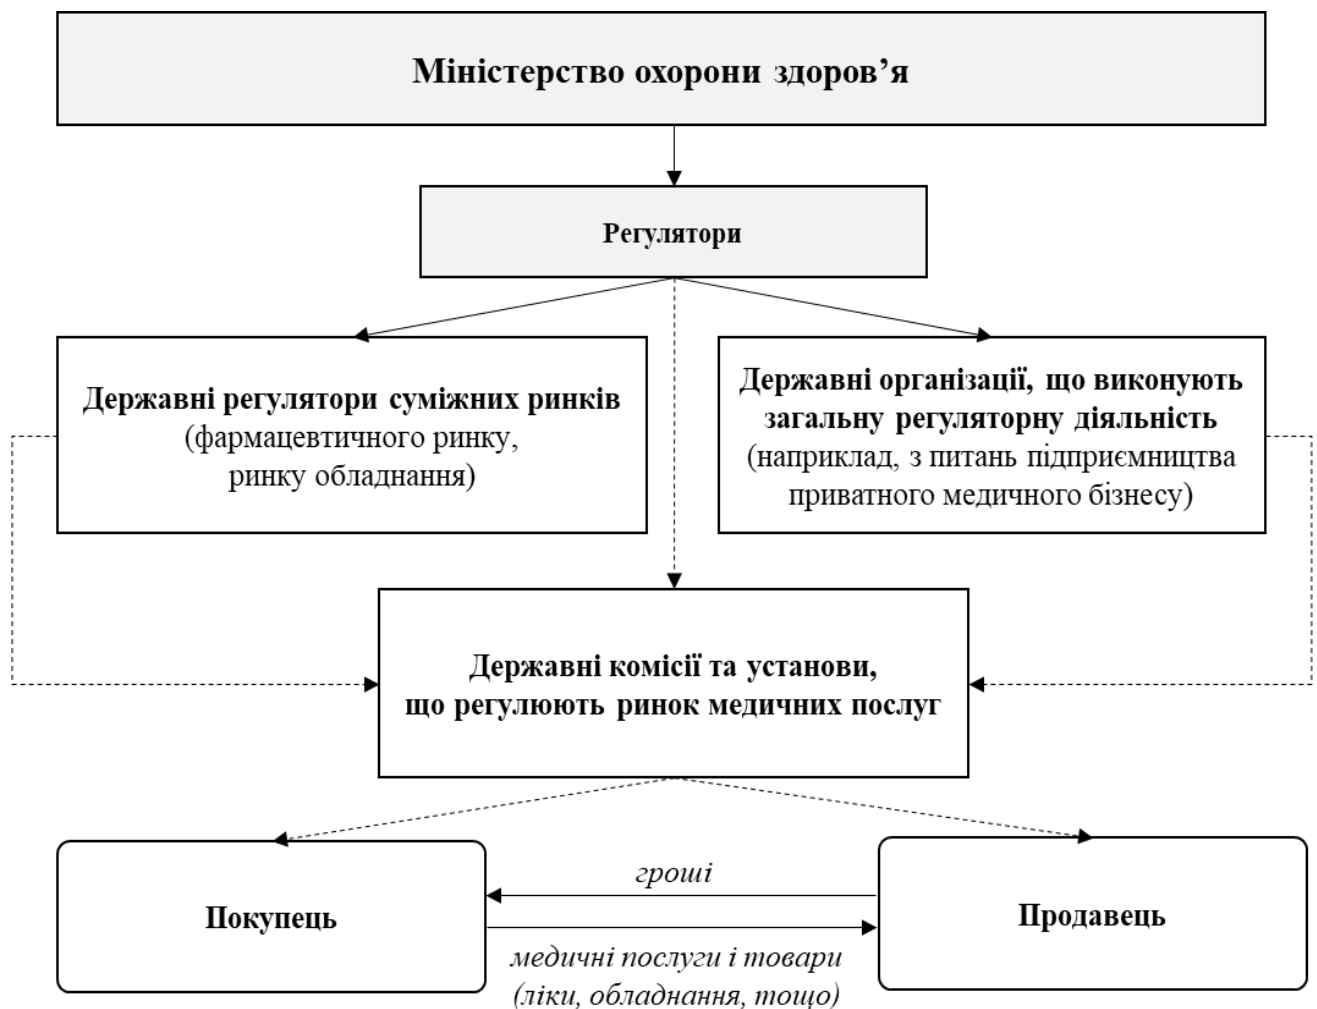 Міністерство охорони здоров’я
Регулятори
Державні регулятори суміжних ринків
(фармацевтичного ринку,
ринку обладнання)
Державні організації, що виконують
загальну регуляторну діяльність
(наприклад, з питань підприємництва
приватного медичного бізнесу)
Державні комісії та установи,
що регулюють ринок медичних послуг
Покупець
гроші
медичні послуги і товари
(ліки, обладнання, тощо)
Продавець